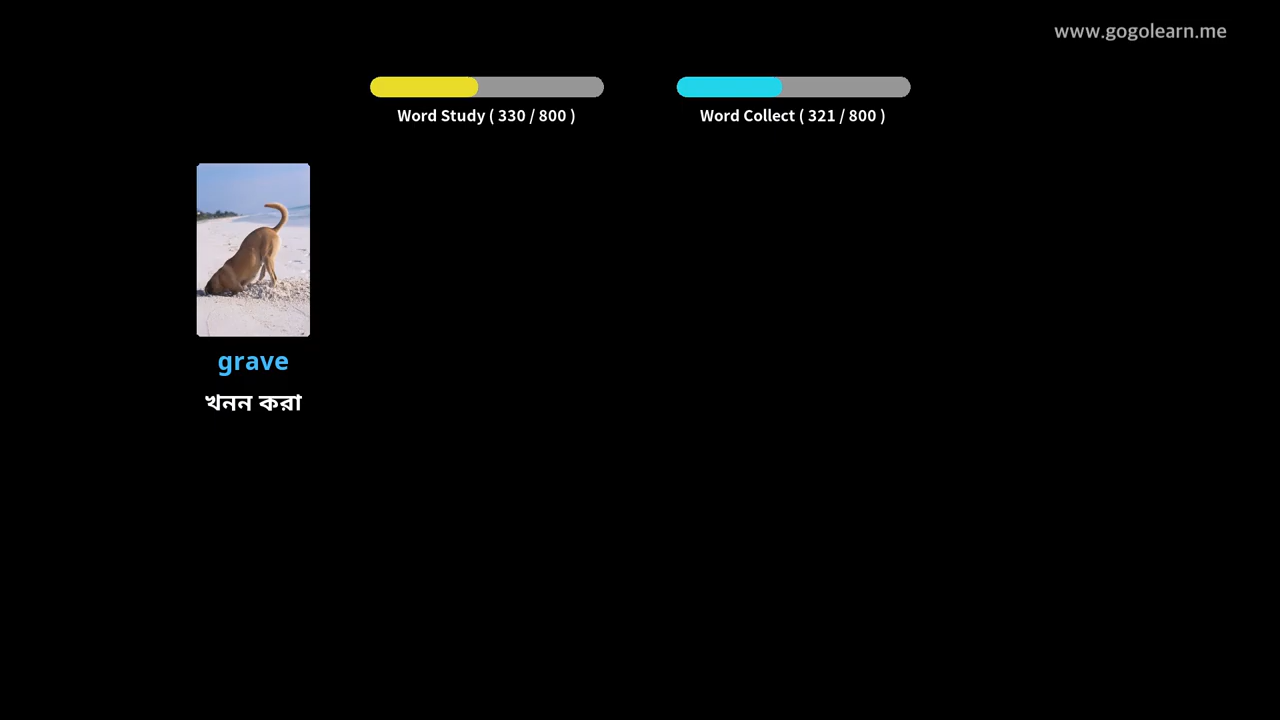 www.gogolearn.me
Word Study ( 330 / 800 )
Word Collect ( 321 / 800 )
grave
খনন করা